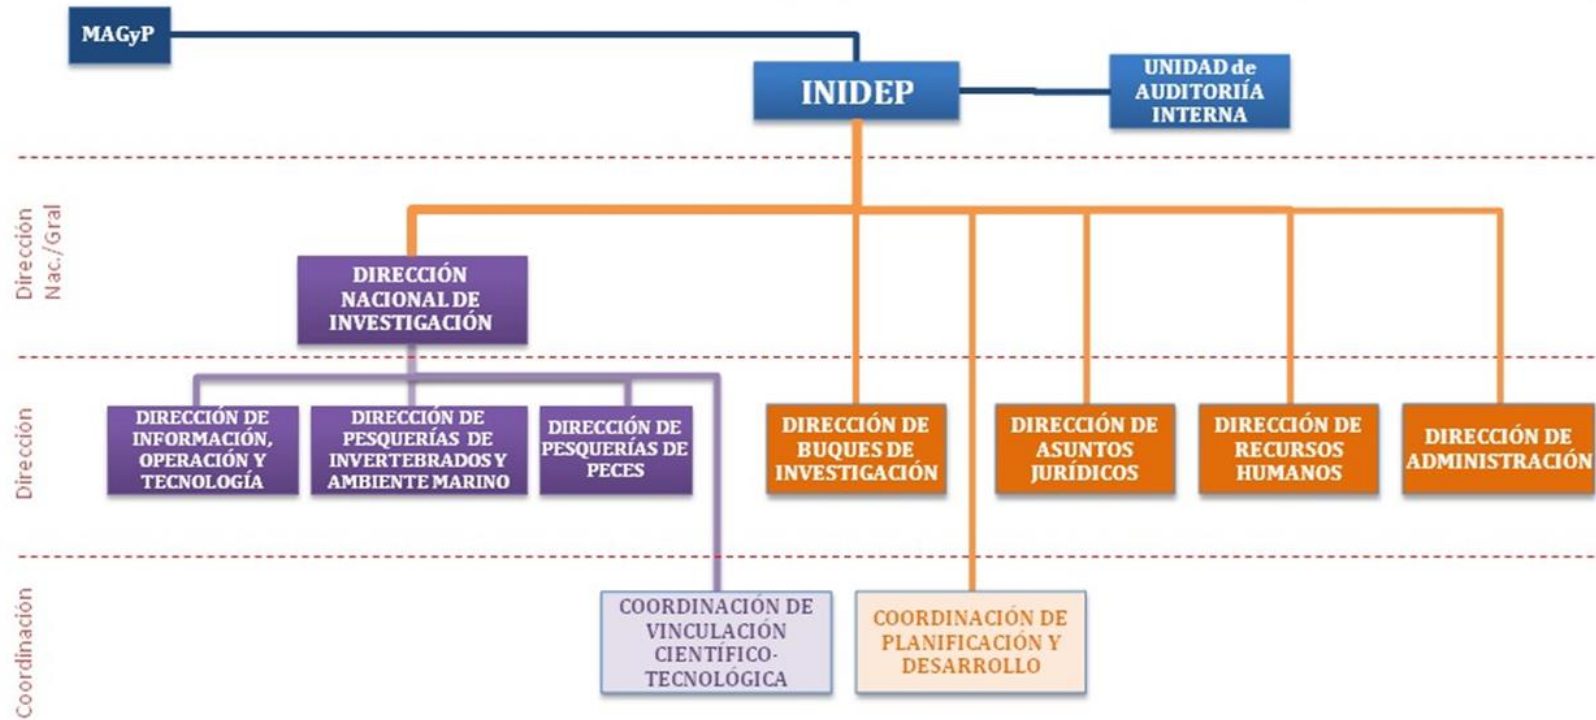 MAGyP
INIDEP
UNIDAD de
AUDITORIÍA
INTERNA
Dirección
Nac./Gral
DIRECCIÓN
NACIONAL DE
INVESTIGACIÓN
Dirección
DIRECCIÓN DE
INFORMACIÓN,
OPERACIÓN Y
TECNOLOGÍA
DIRECCIÓN DE
PESQUERÍAS DE
INVERTEBRADOS Y
AMBIENTE MARINO
DIRECCIÓN DE
PESQUERÍAS DE
PECES
DIRECCIÓN DE
BUQUES DE
INVESTIGACIÓN
DIRECCIÓN DE
ASUNTOS
JURÍDICOS
DIRECCIÓN DE
RECURSOS
HUMANOS
DIRECCIÓN DE
ADMINISTRACIÓN
Coordinación
COORDINACIÓN DE
VINCULACIÓN
CIENTÍFICO-
TECNOLÓGICA
COORDINACIÓN DE
PLANIFICACIÓN Y
DESARROLLO